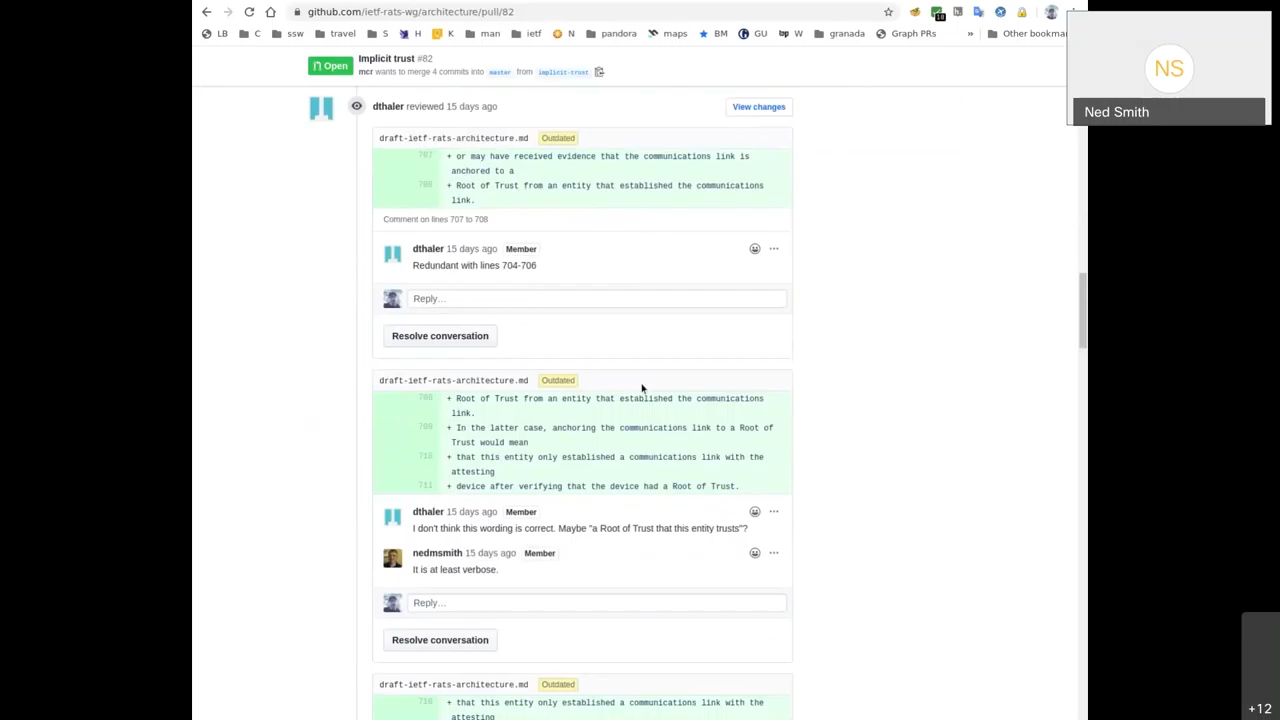 github.com/ietf-rats-wg/architecture/pull/82
18
LB C ssw travel S H K man ietf N pandora maps BM GU W granada Graph PRs » Other bookmar
Open
Implicit trust #82
mcr wants to merge 4 commits into master from implicit-trust
NS
Ned Smith
dthaler reviewed 15 days ago
View changes
draft-ietf-rats-architecture.md Outdated
707 + or may have received evidence that the communications link is
anchored to a
708 + Root of Trust from an entity that established the communications
link.
Comment on lines 707 to 708
dthaler 15 days ago Member
Redundant with lines 704-706
Reply…
Resolve conversation
draft-ietf-rats-architecture.md Outdated
708 + Root of Trust from an entity that established the communications
link.
709 + In the latter case, anchoring the communications link to a Root of
Trust would mean
710 + that this entity only established a communications link with the
attesting
711 + device after verifying that the device had a Root of Trust.
dthaler 15 days ago Member
I don't think this wording is correct. Maybe "a Root of Trust that this entity trusts"?
nedmsmith 15 days ago Member
It is at least verbose.
Reply…
Resolve conversation
draft-ietf-rats-architecture.md Outdated
710 + that this entity only established a communications link with the
attesting
+12